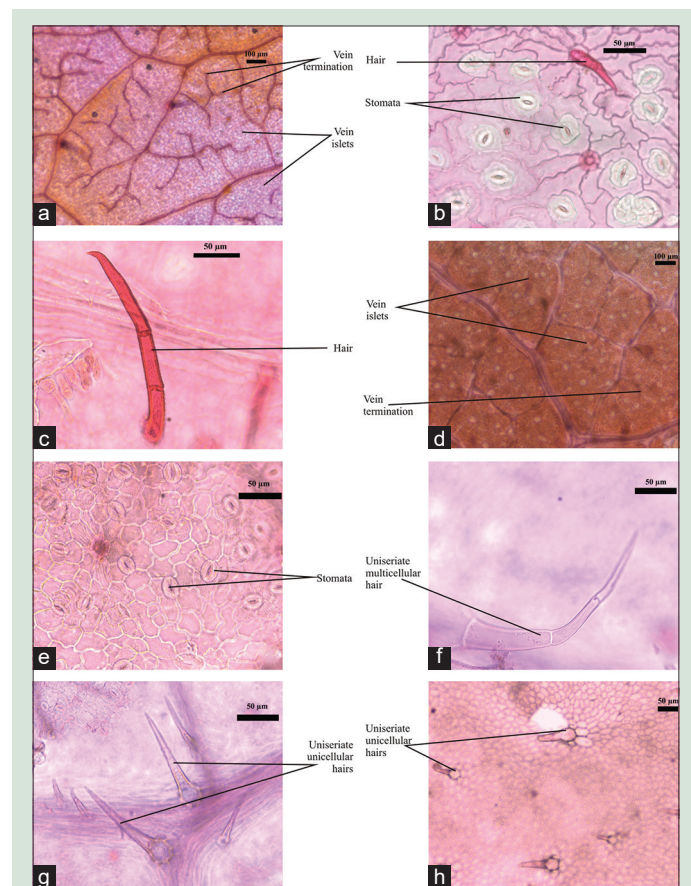 100 µm
Vein
termination
Vein
islets
a
50 µm
Hair
Stomata
b
50 µm
Hair
c
100 µm
Vein
islets
Vein
termination
d
50 µm
Stomata
e
50 µm
Uniseriate
multicellular
hair
f
50 µm
Uniseriate
unicellular
hairs
g
50 µm
Uniseriate
unicellular
hairs
h